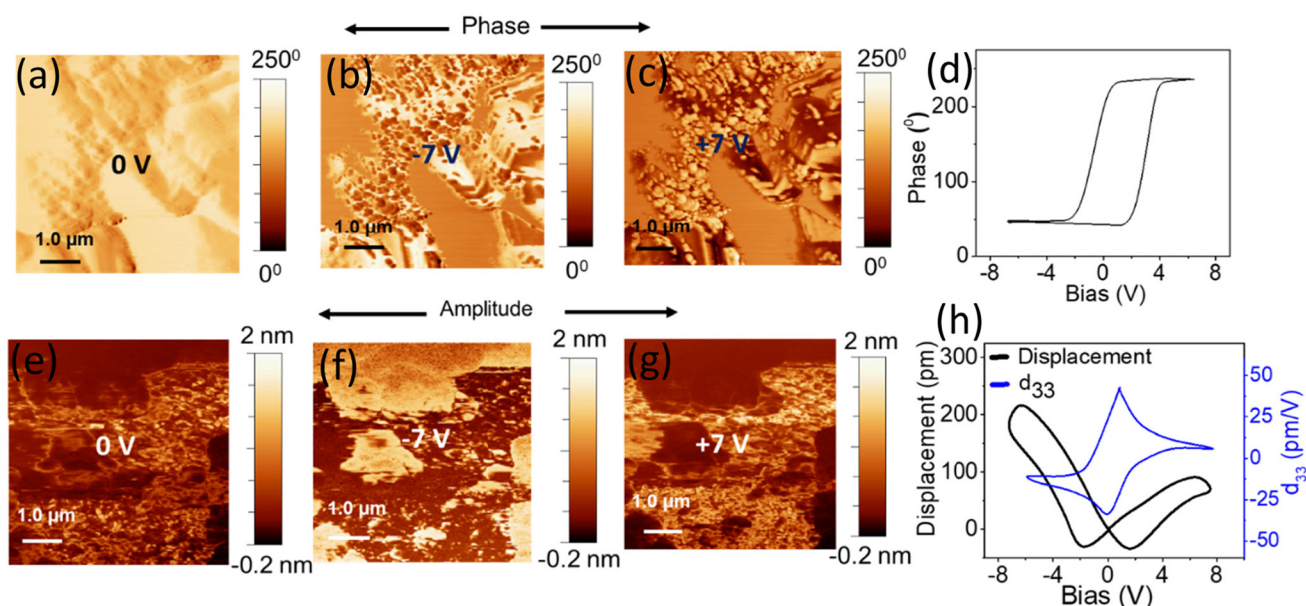 Phase
(a)
0 V
1.0 µm
250⁰
0⁰
(b)
-7 V
1.0 µm
250⁰
0⁰
(c)
+7 V
1.0 µm
250⁰
0⁰
(d)
Phase (⁰)
200
100
0
-8 -4 0 4 8
Bias (V)
Amplitude
(e)
0 V
1.0 µm
2 nm
-0.2 nm
(f)
-7 V
1.0 µm
2 nm
-0.2 nm
(g)
+7 V
1.0 µm
2 nm
-0.2 nm
(h)
Displacement
d₃₃
Displacement (pm)
300
200
100
0
d₃₃ (pm/V)
50
25
0
-25
-50
-8 -4 0 4 8
Bias (V)